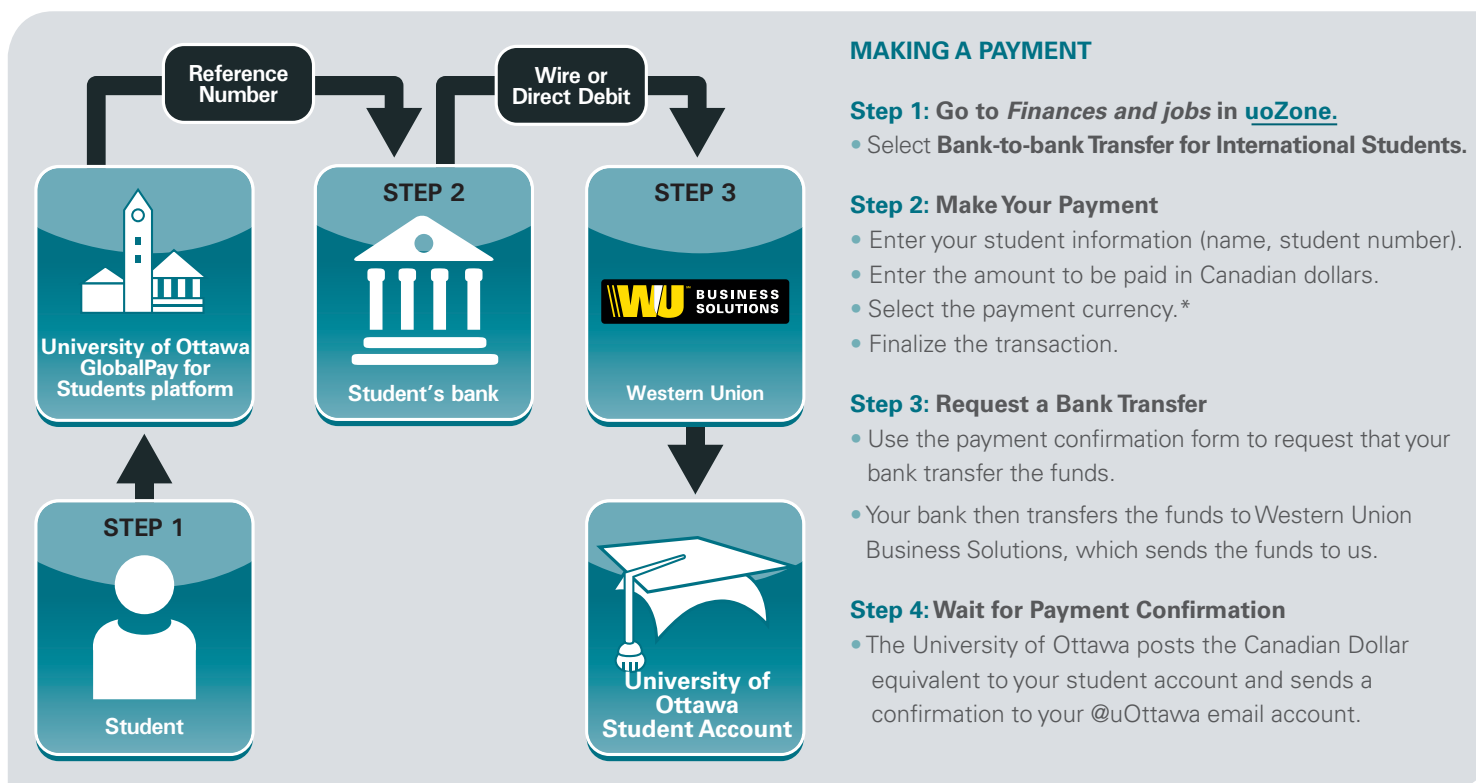 Reference
Number
Wire or
Direct Debit
University of Ottawa
GlobalPay for
Students platform
STEP 2
Student's bank
STEP 3
WU BUSINESS
SOLUTIONS
Western Union
STEP 1
Student
University of
Ottawa
Student Account
MAKING A PAYMENT
Step 1: Go to Finances and jobs in uoZone.
• Select Bank-to-bank Transfer for International Students.
Step 2: Make Your Payment
• Enter your student information (name, student number).
• Enter the amount to be paid in Canadian dollars.
• Select the payment currency.*
• Finalize the transaction.
Step 3: Request a Bank Transfer
• Use the payment confirmation form to request that your
bank transfer the funds.
• Your bank then transfers the funds to Western Union
Business Solutions, which sends the funds to us.
Step 4: Wait for Payment Confirmation
• The University of Ottawa posts the Canadian Dollar
equivalent to your student account and sends a
confirmation to your @uOttawa email account.